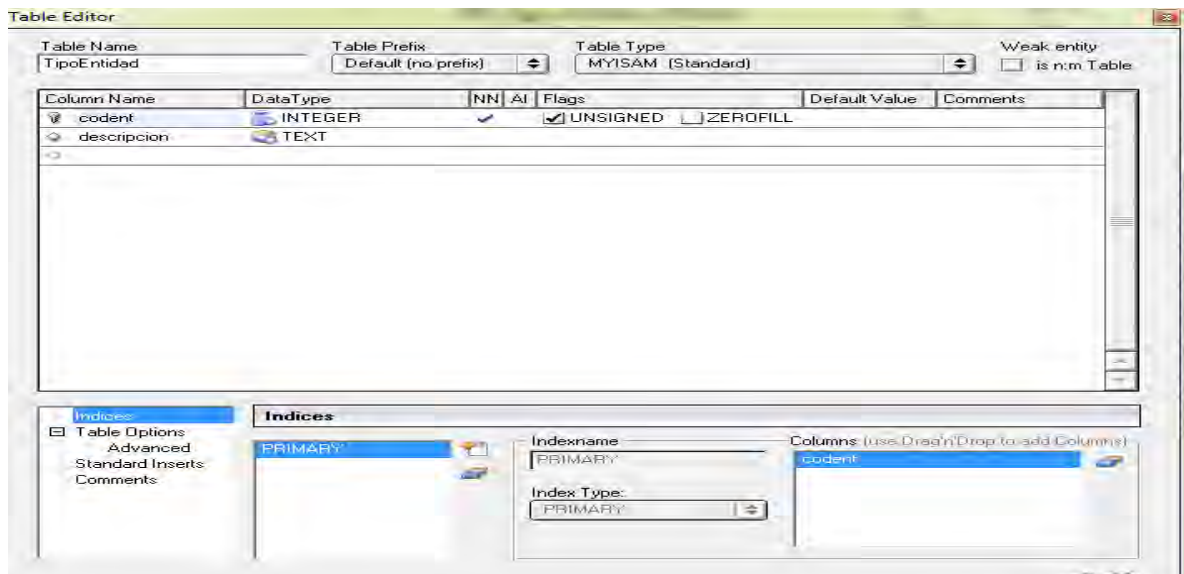 Table Editor
Table Name Table Prefix Table Type Weak entity
TipoEntidad Default (no prefix) MYISAM (Standard) is n:m Table
Column Name DataType NN AI Flags Default Value Comments
codent INTEGER UNSIGNED ZEROFILL
descripcion TEXT
Indices Indices
Table Options
Advanced
Standard Inserts
Comments
PRIMARY
Indexname
PRIMARY
Index Type:
PRIMARY
Columns (use Drag'n'Drop to add Columns)
codent